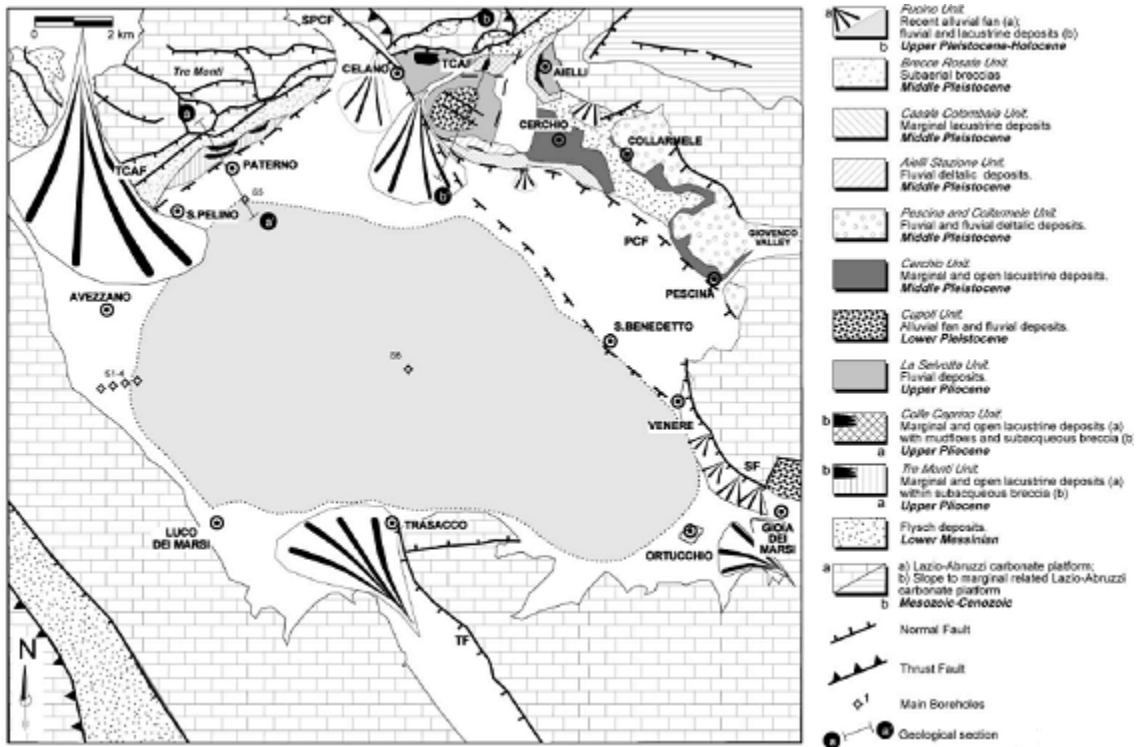 2 km
SPCF
b
Tre Monti
CELANO
TCAF
AIELLI
a
CERCHIO
COLLARMELE
TCAF
PATERNO
S5
b'
S.PELINO
a'
PCF
GIOVENCO
VALLEY
PESCINA
AVEZZANO
S.BENEDETTO
S6
S1-4
VENERE
SF
LUCO
DEI MARSI
TRASACCO
ORTUCCHIO
GIOIA
DEI
MARSI
TF
N
a
b
Fucino Unit.
Recent alluvial fan (a);
fluvial and lacustrine deposits (b)
Upper Pleistocene-Holocene
Brecce Rosate Unit.
Subaerial breccias
Middle Pleistocene
Casale Colombaia Unit.
Marginal lacustrine deposits
Middle Pleistocene
Aielli Stazione Unit.
Fluvial deltaic deposits.
Middle Pleistocene
Pescina and Collarmele Unit.
Fluvial and fluvial deltaic deposits.
Middle Pleistocene
Cerchio Unit.
Marginal and open lacustrine deposits.
Middle Pleistocene
Cupoli Unit.
Alluvial fan and fluvial deposits.
Lower Pleistocene
La Selvotta Unit.
Fluvial deposits.
Upper Pliocene
b
a
Colle Caprino Unit.
Marginal and open lacustrine deposits (a)
with mudflows and subacqueous breccia (b)
Upper Pliocene
b
a
Tre Monti Unit.
Marginal and open lacustrine deposits (a)
within subacqueous breccia (b)
Upper Pliocene
Flysch deposits.
Lower Messinian
a
b
a) Lazio-Abruzzi carbonate platform;
b) Slope to marginal related Lazio-Abruzzi
carbonate platform
Mesozoic-Cenozoic
Normal Fault
Thrust Fault
Main Boreholes
a
a'
Geological section